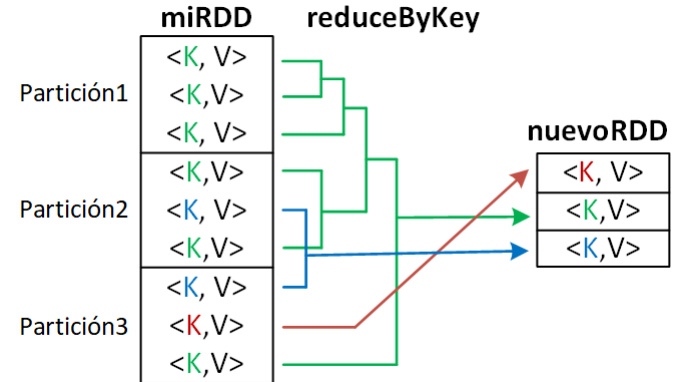 miRDD reduceByKey
<K, V>
Partición1 <K,V>
<K, V>
nuevoRDD
<K,V>
<K, V>
Partición2 <K,V>
<K,V>
<K,V>
<K,V>
<K, V>
Partición3 <K,V>
<K,V>